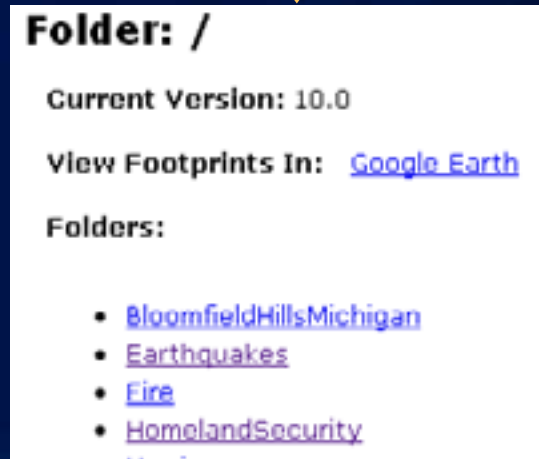 Folder: /
Current Version: 10.0
View Footprints In: Google Earth
Folders:
• BloomfieldHillsMichigan
• Earthquakes
• Fire
• HomelandSecurity